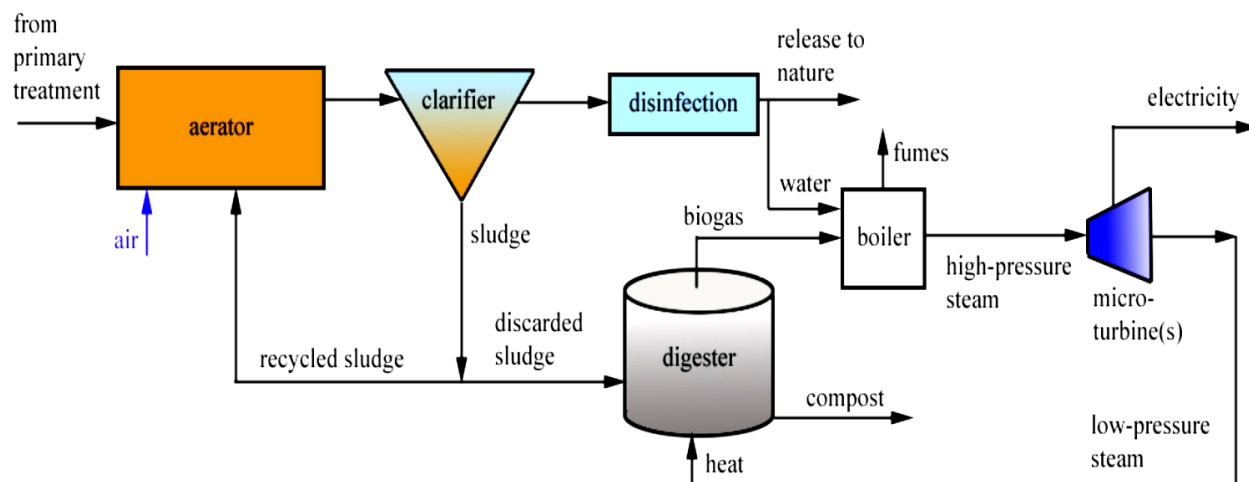 from
primary
treatment
aerator
air
clarifier
disinfection
release to
nature
electricity
fumes
water
biogas
boiler
sludge
high-pressure
steam
micro-
turbine(s)
discarded
sludge
recycled sludge
digester
compost
low-pressure
steam
heat